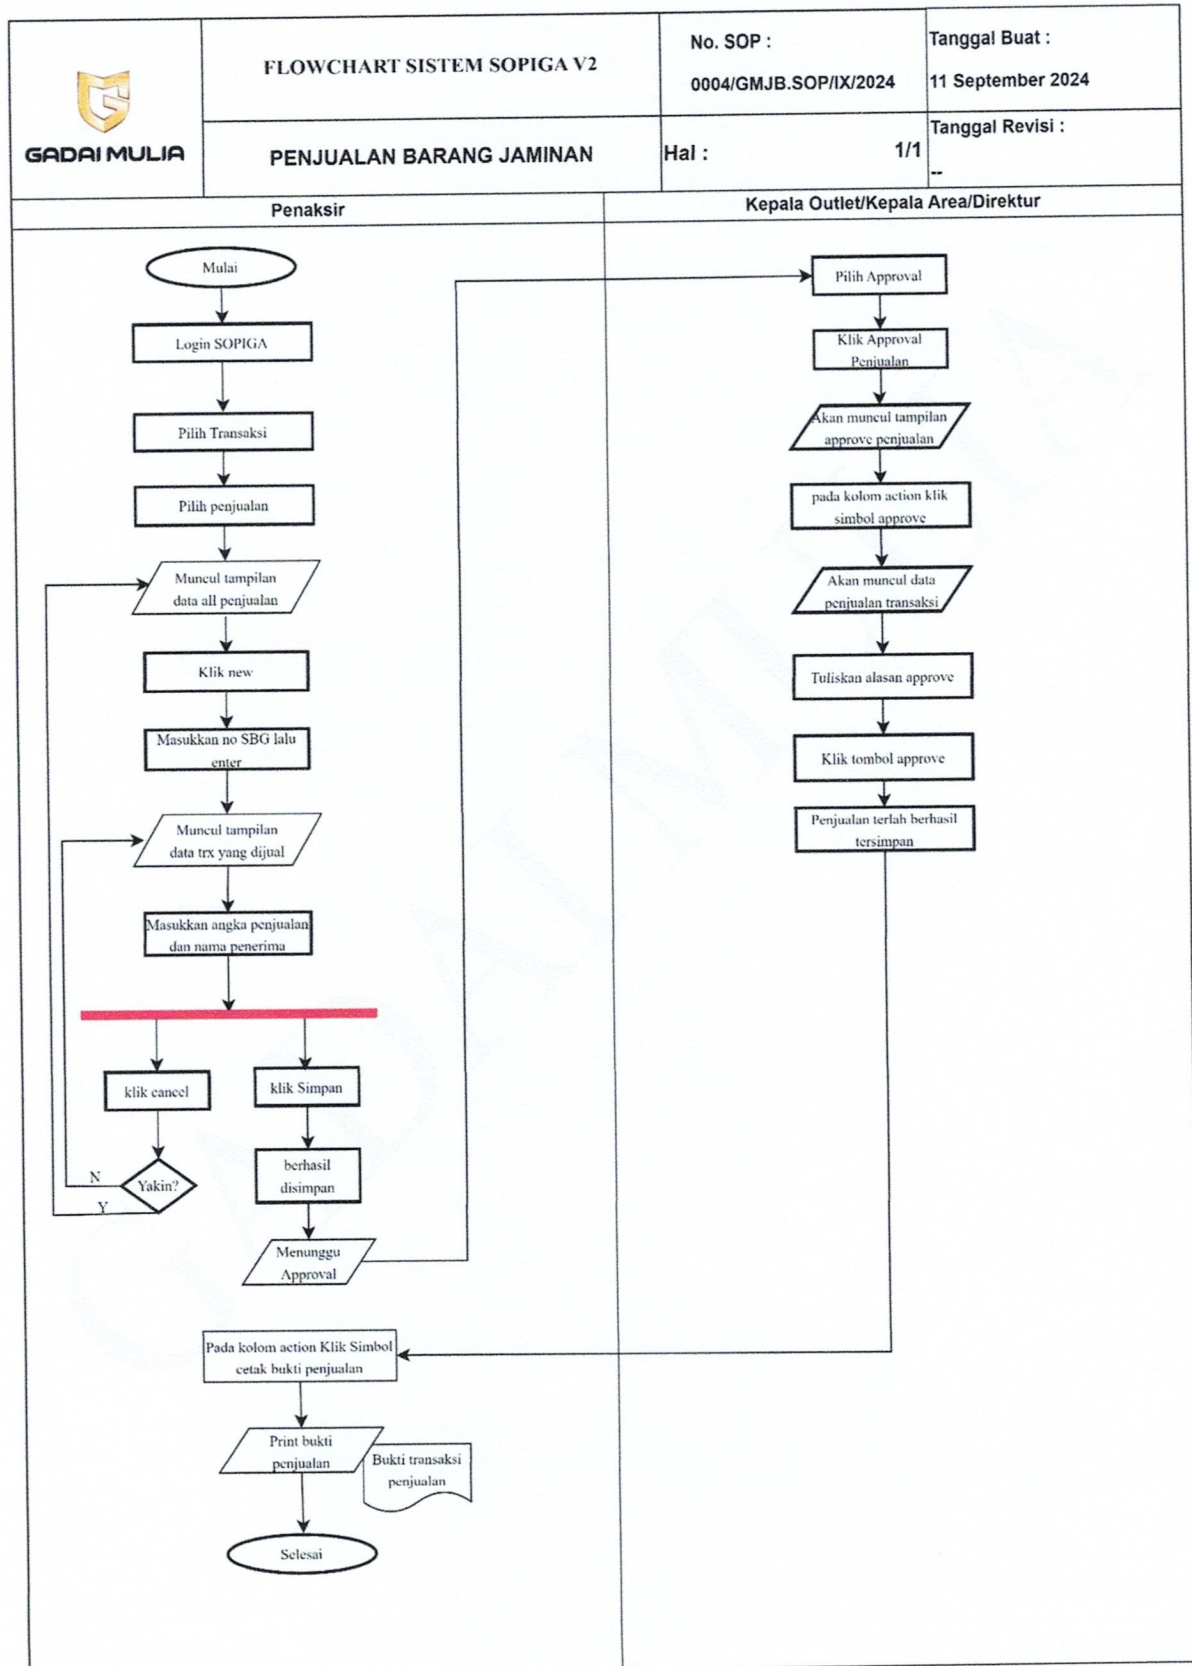 GADAI MULIA
FLOWCHART SISTEM SOPIGA V2
PENJUALAN BARANG JAMINAN
No. SOP :
0004/GMJB.SOP/IX/2024
Hal : 1/1
Tanggal Buat :
11 September 2024
Tanggal Revisi :
--
Penaksir
Kepala Outlet/Kepala Area/Direktur
Mulai
Login SOPIGA
Pilih Transaksi
Pilih penjualan
Muncul tampilan
data all penjualan
Klik new
Masukkan no SBG lalu
enter
Muncul tampilan
data trx yang dijual
Masukkan angka penjualan
dan nama penerima
klik cancel
Yakin?
N
Y
klik Simpan
berhasil
disimpan
Menunggu
Approval
Pilih Approval
Klik Approval
Penjualan
Akan muncul tampilan
approve penjualan
pada kolom action klik
simbol approve
Akan muncul data
penjualan transaksi
Tuliskan alasan approve
Klik tombol approve
Penjualan terlah berhasil
tersimpan
Pada kolom action Klik Simbol
cetak bukti penjualan
Print bukti
penjualan
Bukti transaksi
penjualan
Selesai
GADAI MULIA